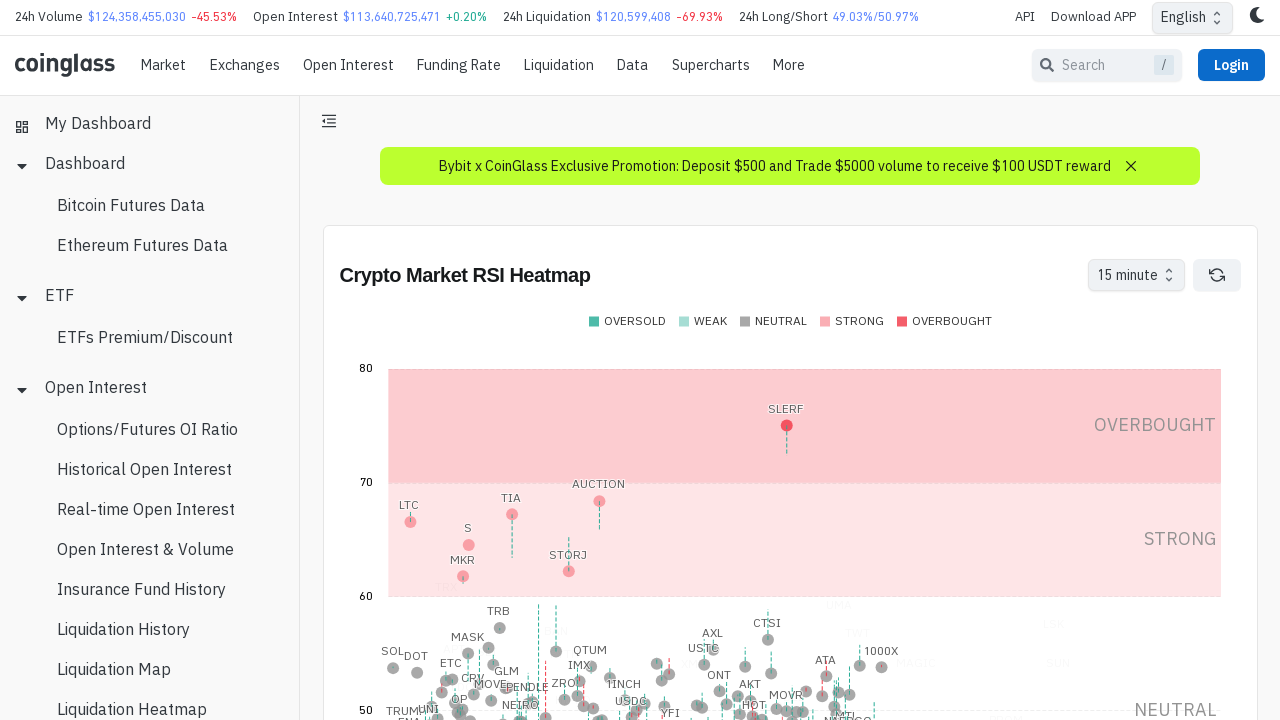 24h Volume $124,358,455,030 -45.53% Open Interest $113,640,725,471 +0.20% 24h Liquidation $120,599,408 -69.93% 24h Long/Short 49.03%/50.97% API Download APP English
coinglass Market Exchanges Open Interest Funding Rate Liquidation Data Supercharts More Search / Login
My Dashboard
Dashboard
Bitcoin Futures Data
Ethereum Futures Data
ETF
ETFs Premium/Discount
Open Interest
Options/Futures OI Ratio
Historical Open Interest
Real-time Open Interest
Open Interest & Volume
Insurance Fund History
Liquidation History
Liquidation Map
Liquidation Heatmap
Bybit x CoinGlass Exclusive Promotion: Deposit $500 and Trade $5000 volume to receive $100 USDT reward
Crypto Market RSI Heatmap 15 minute
OVERSOLD WEAK NEUTRAL STRONG OVERBOUGHT
80
SLERF
OVERBOUGHT
70
AUCTION
TIA
LTC
S
STRONG
STORJ
MKR
60
TRB
CTSI
AXL
MASK
USTC
SOL DOT QTUM 1000X
ETC IMX ATA
GLM
CRV ONT
MOVE ZRO 1INCH AKT
PENDLE
OP USDC MOVR
NEIRO HOT
TRUMP UNI YFI
50 NEUTRAL